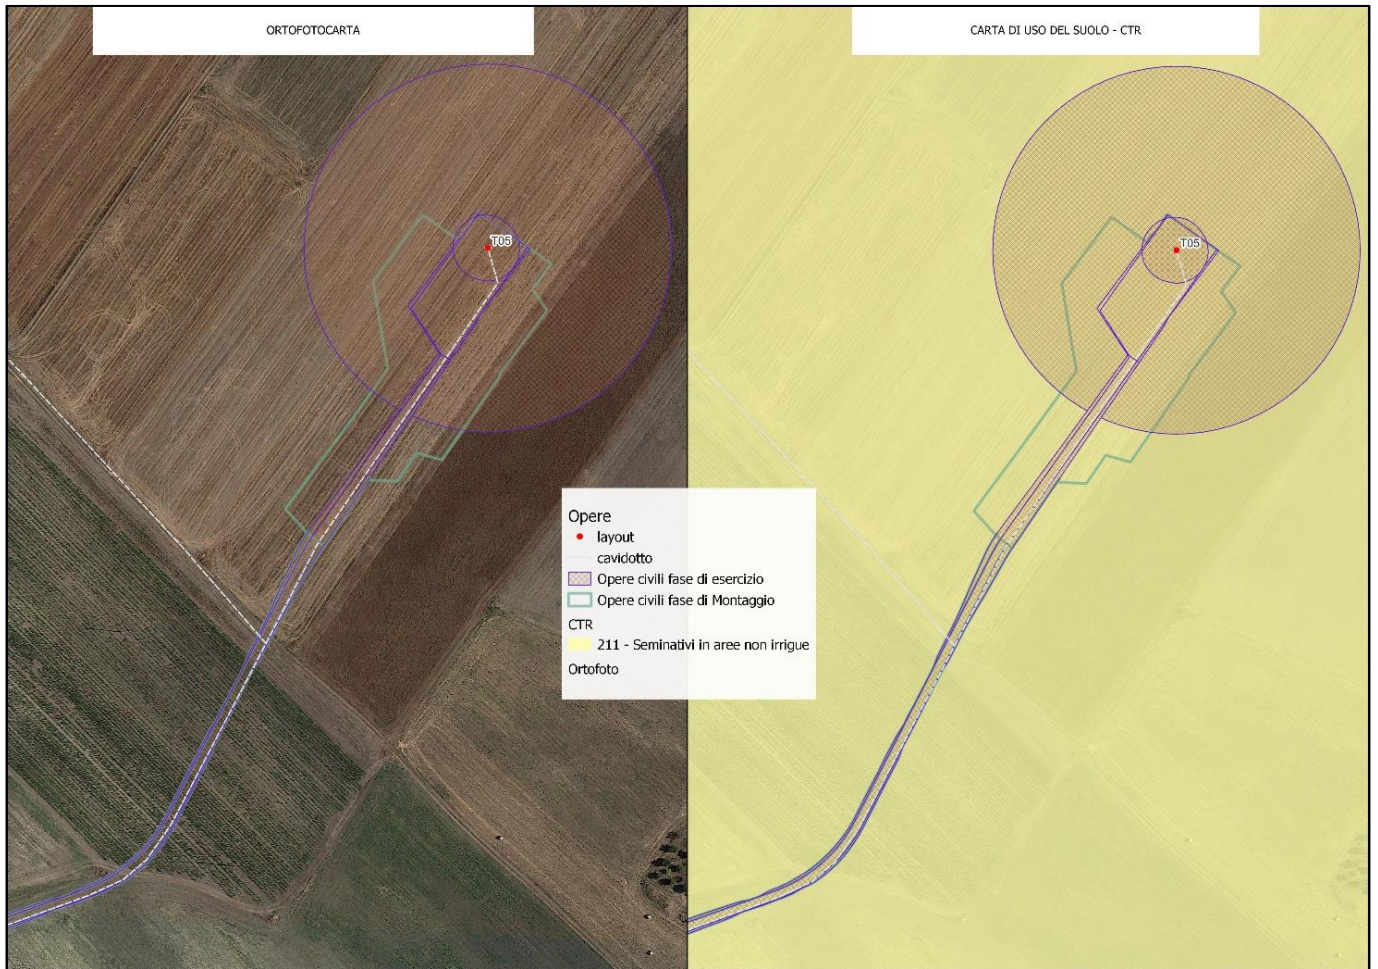 ORTOFOTOCARTA
CARTA DI USO DEL SUOLO - CTR
T05
T05
Opere
layout
cavidotto
Opere civili fase di esercizio
Opere civili fase di Montaggio
CTR
211 - Seminativi in aree non irrigue
Ortofoto